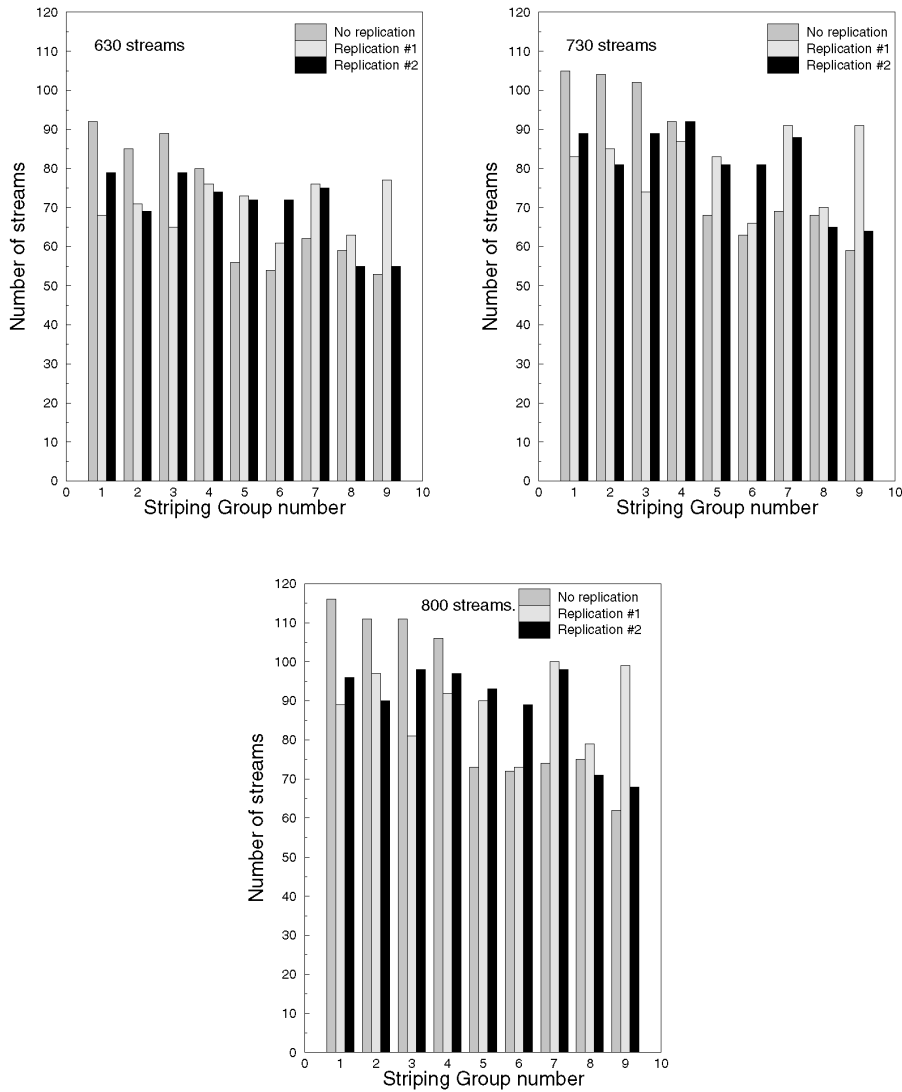 120
110
100
90
80
70
60
50
40
30
20
10
0
Number of streams
630 streams
No replication
Replication #1
Replication #2
0 1 2 3 4 5 6 7 8 9 10
Striping Group number
120
110
100
90
80
70
60
50
40
30
20
10
0
Number of streams
730 streams
No replication
Replication #1
Replication #2
0 1 2 3 4 5 6 7 8 9 10
Striping Group number
120
110
100
90
80
70
60
50
40
30
20
10
0
Number of streams
800 streams.
No replication
Replication #1
Replication #2
0 1 2 3 4 5 6 7 8 9 10
Striping Group number